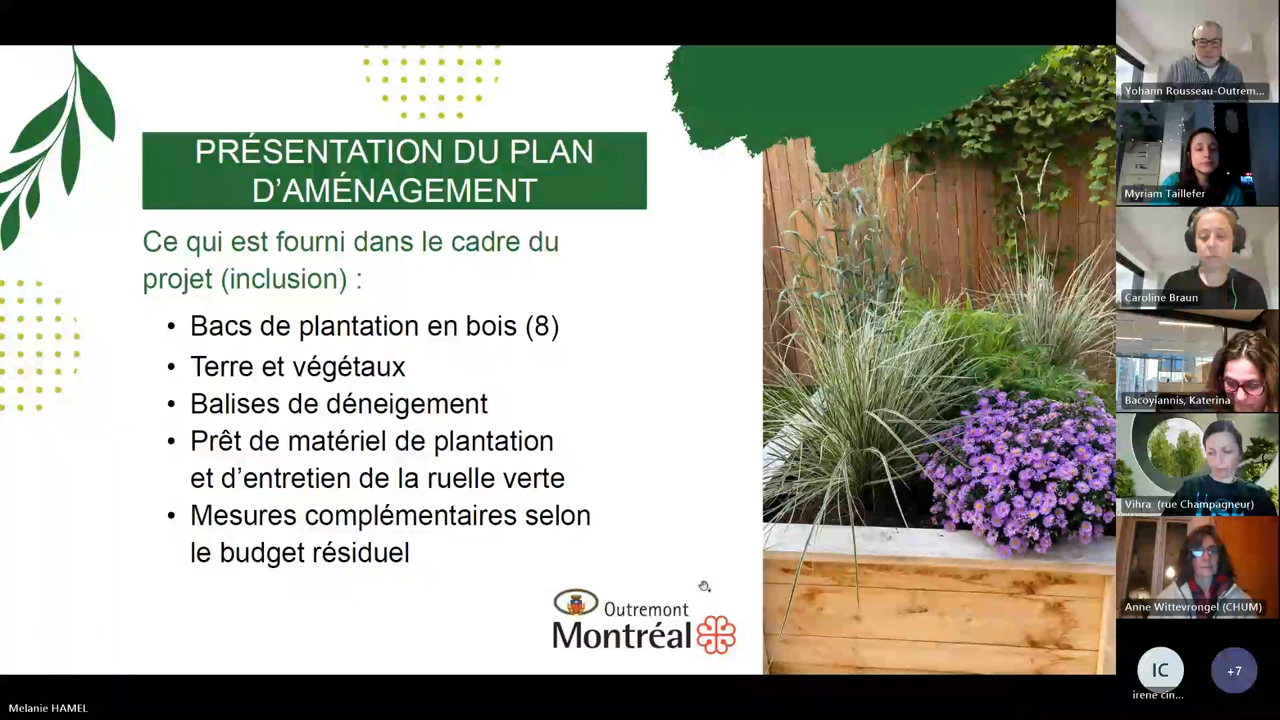 PRÉSENTATION DU PLAN
D'AMÉNAGEMENT
Ce qui est fourni dans le cadre du
projet (inclusion) :
• Bacs de plantation en bois (8)
• Terre et végétaux
• Balises de déneigement
• Prêt de matériel de plantation
et d'entretien de la ruelle verte
• Mesures complémentaires selon
le budget résiduel
Outremont
Montréal
Yohann Rousseau-Outrem...
Myriam Taillefer
Caroline Braun
Bacoyiannis, Katerina
Vihra (rue Champagneur)
Anne Wittevrongel (CHUM)
IC
+7
irene cin...
Melanie HAMEL